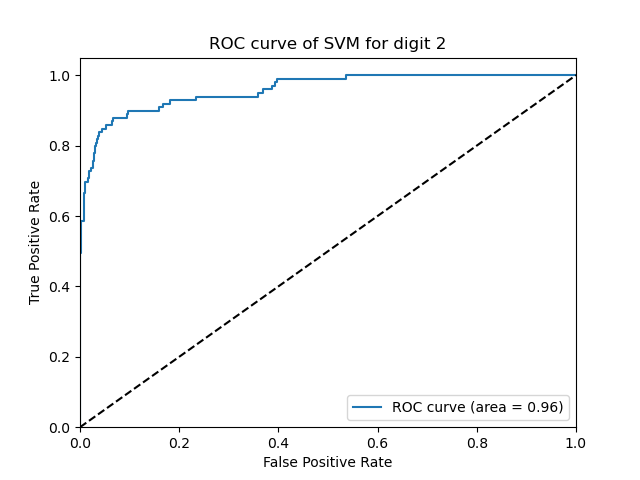 ROC curve of SVM for digit 2
True Positive Rate
1.0
0.8
0.6
0.4
0.2
0.0
ROC curve (area = 0.96)
0.0 0.2 0.4 0.6 0.8 1.0
False Positive Rate